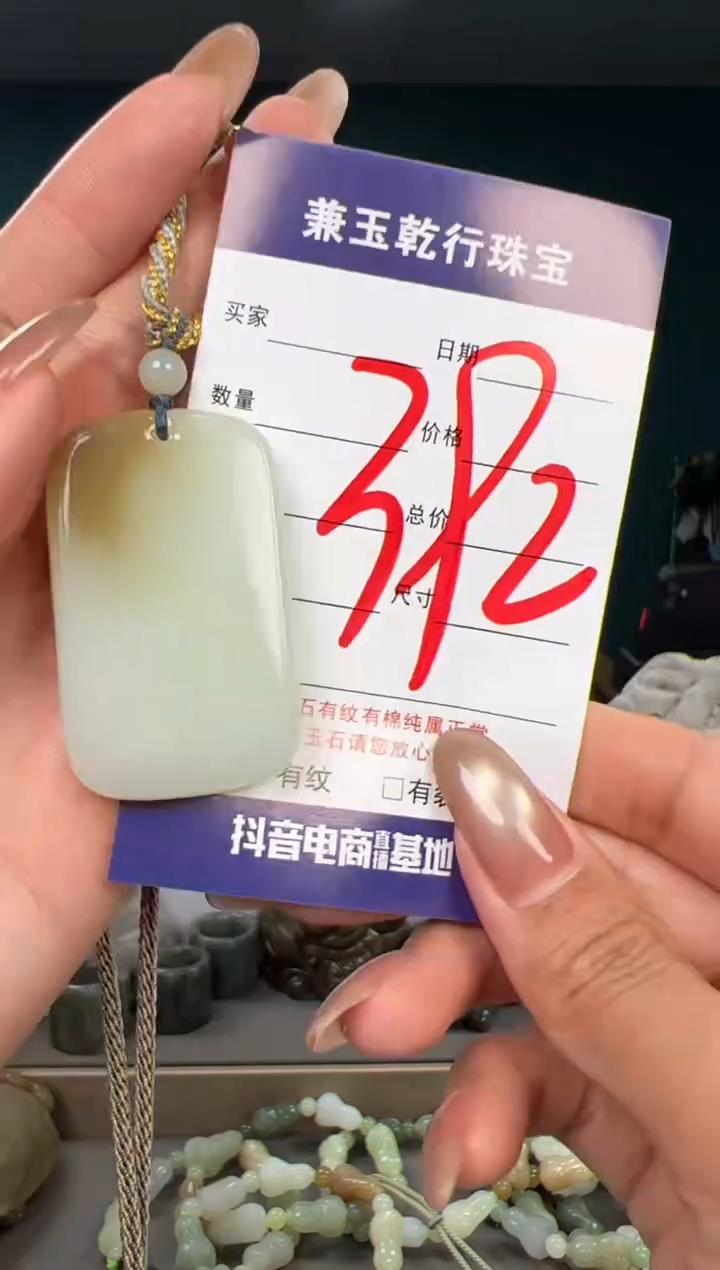 兼玉乾行珠宝
买家
日期
数量
价格
总价
尺寸
石有纹有棉纯属正常
玉石请您放心
有纹
□有
抖音电商直播基地